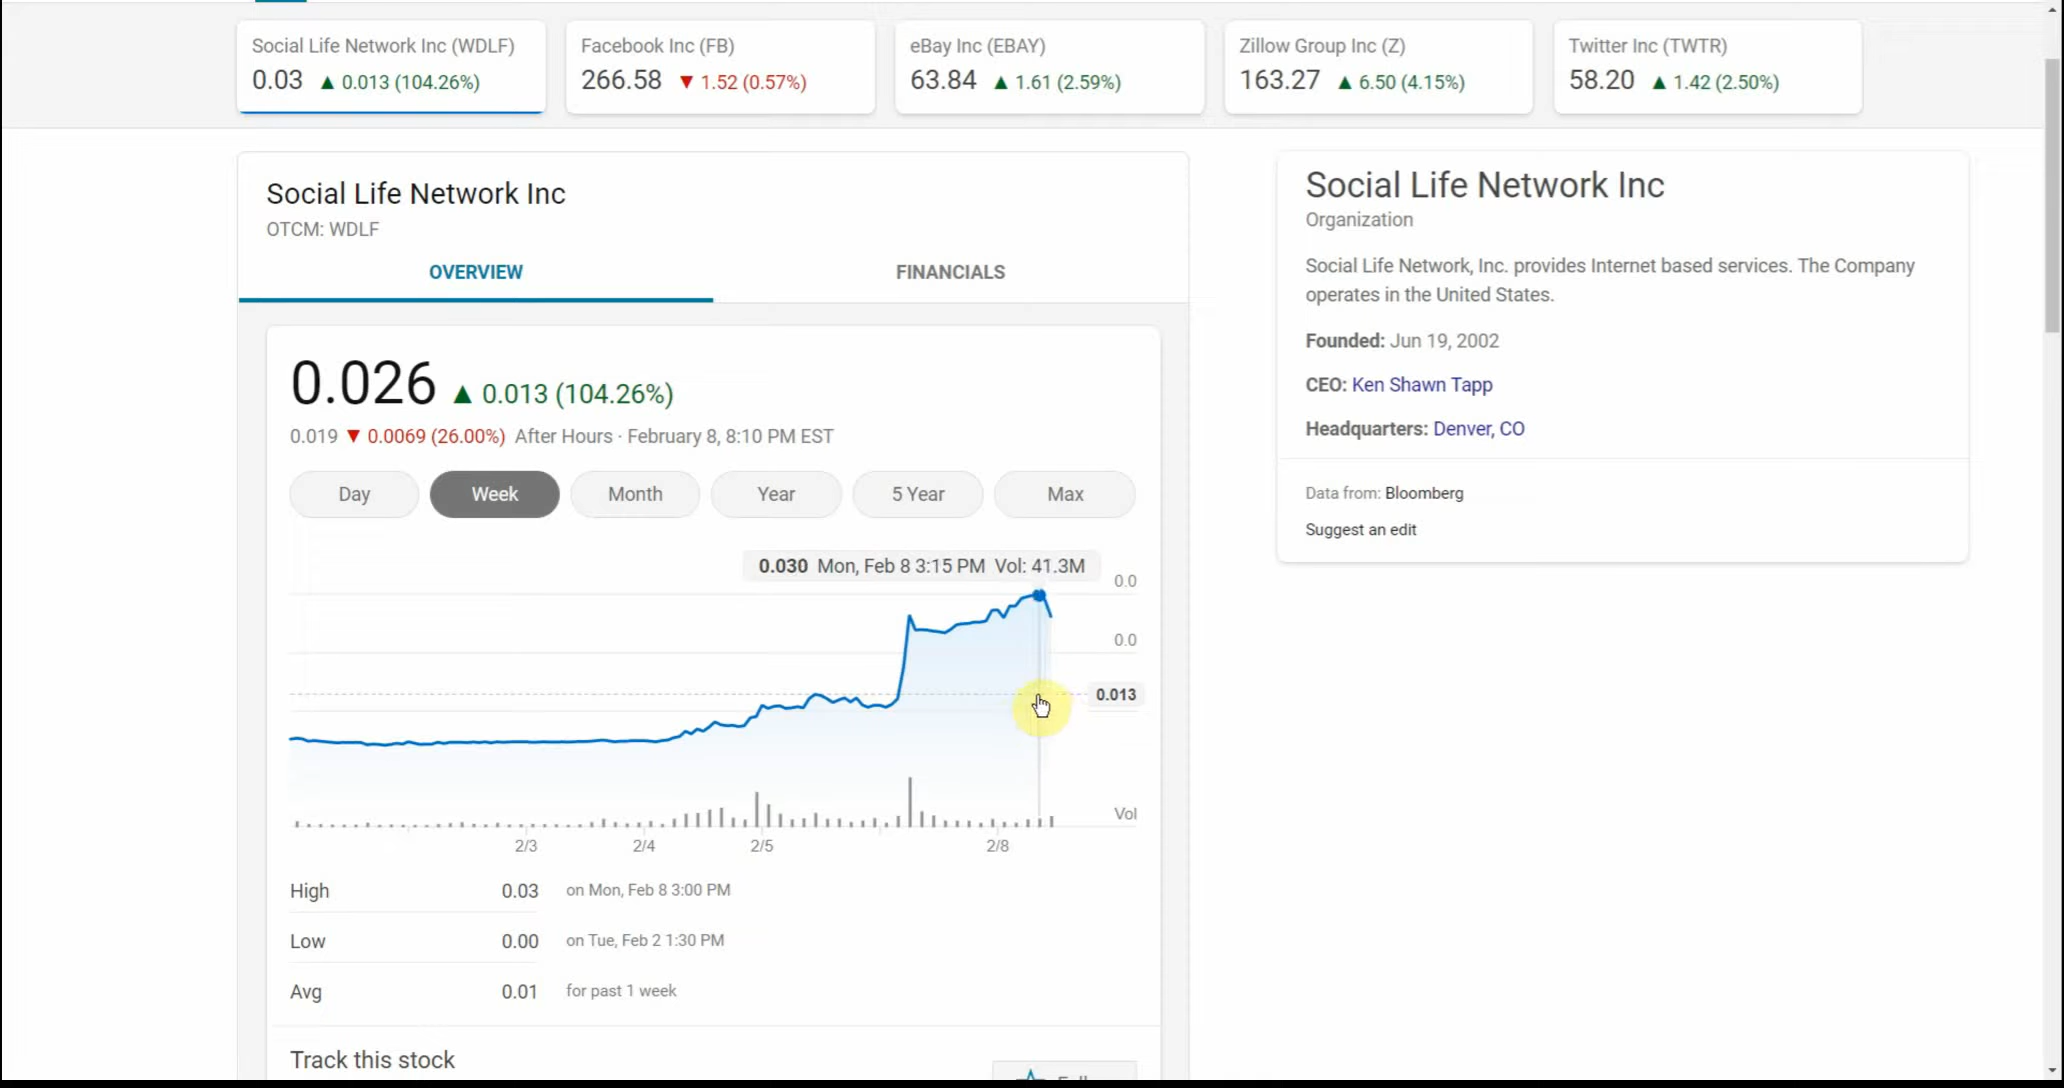 Social Life Network Inc (WDLF)
0.03 ▲ 0.013 (104.26%)
Facebook Inc (FB)
266.58 ▼ 1.52 (0.57%)
eBay Inc (EBAY)
63.84 ▲ 1.61 (2.59%)
Zillow Group Inc (Z)
163.27 ▲ 6.50 (4.15%)
Twitter Inc (TWTR)
58.20 ▲ 1.42 (2.50%)
Social Life Network Inc
OTCM: WDLF
OVERVIEW FINANCIALS
0.026 ▲ 0.013 (104.26%)
0.019 ▼ 0.0069 (26.00%) After Hours · February 8, 8:10 PM EST
Day Week Month Year 5 Year Max
0.030 Mon, Feb 8 3:15 PM Vol: 41.3M
0.0
0.0
0.013
Vol
2/3 2/4 2/5 2/8
High 0.03 on Mon, Feb 8 3:00 PM
Low 0.00 on Tue, Feb 2 1:30 PM
Avg 0.01 for past 1 week
Track this stock
Social Life Network Inc
Organization
Social Life Network, Inc. provides Internet based services. The Company
operates in the United States.
Founded: Jun 19, 2002
CEO: Ken Shawn Tapp
Headquarters: Denver, CO
Data from: Bloomberg
Suggest an edit